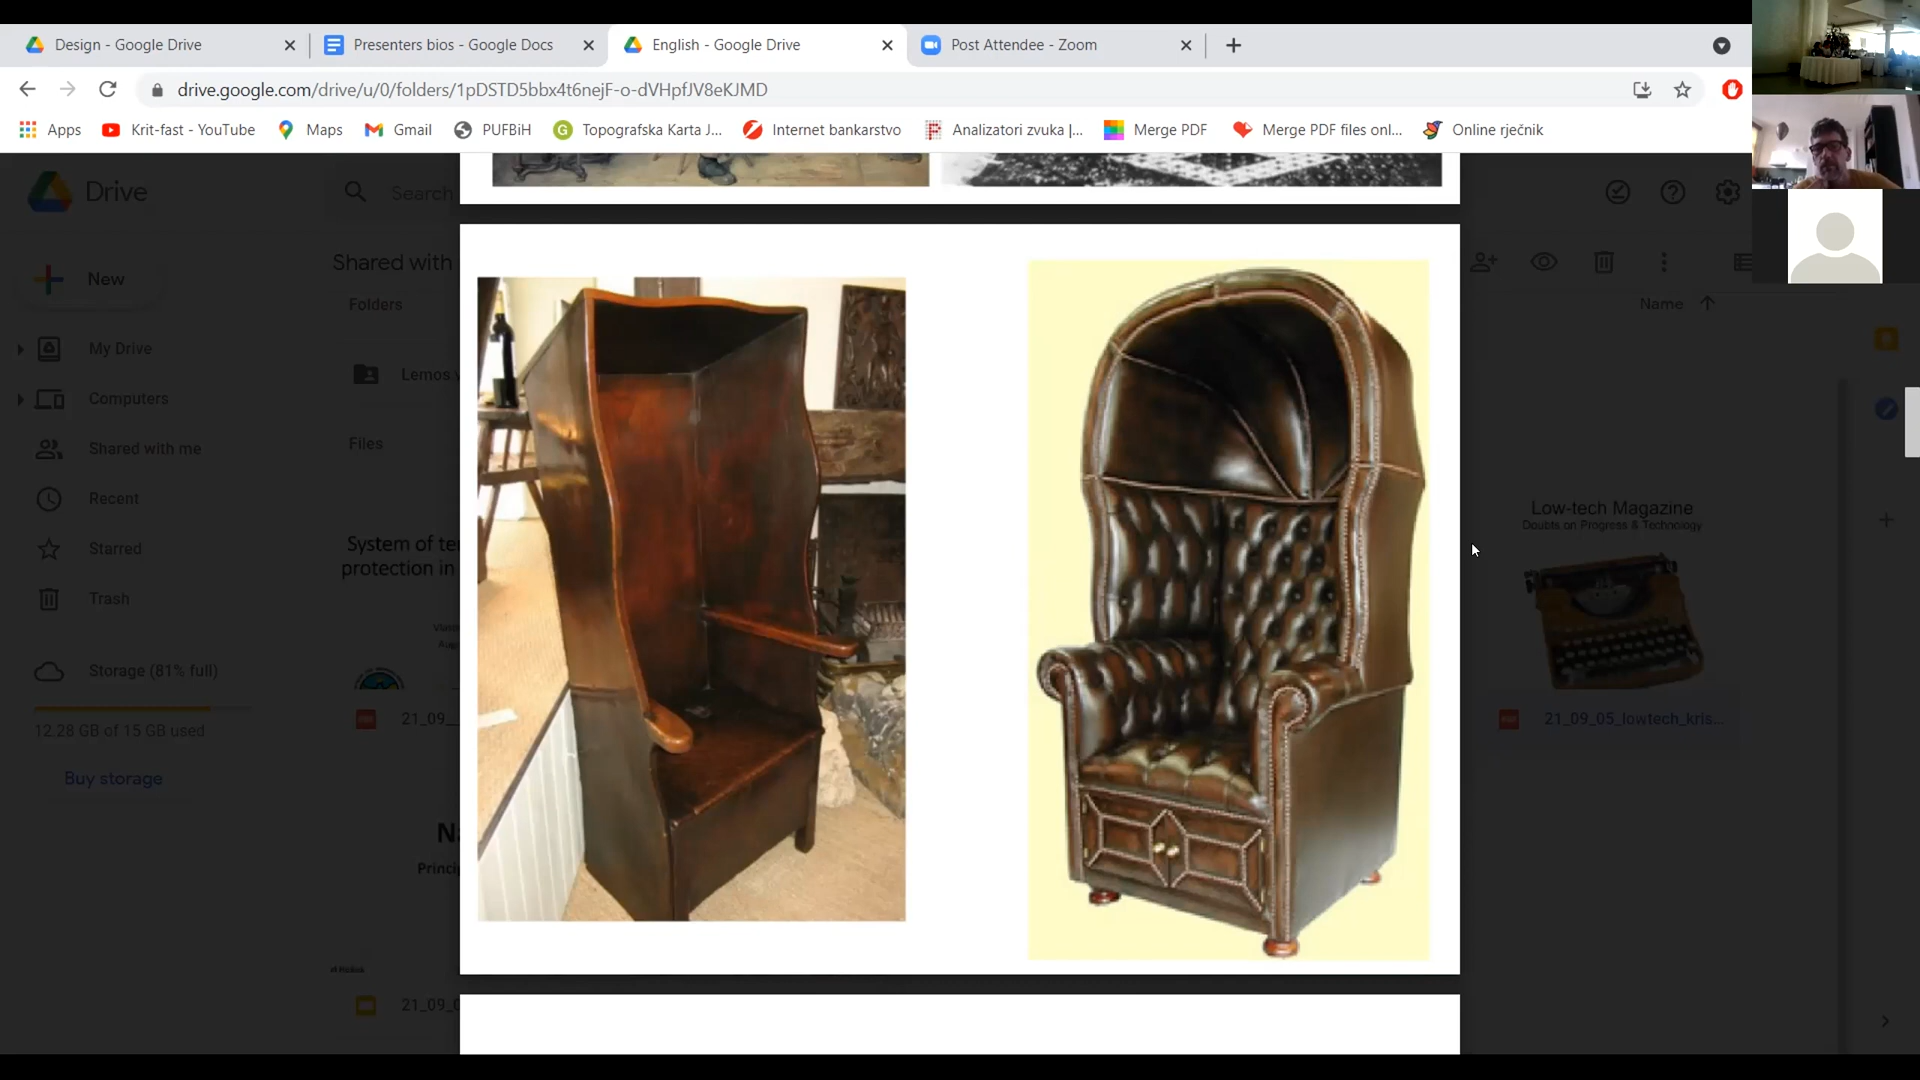 Design - Google Drive
Presenters bios - Google Docs
English - Google Drive
Post Attendee - Zoom
drive.google.com/drive/u/0/folders/1pDSTD5bbx4t6nejF-o-dVHpfJV8eKJMD
Apps
Krit-fast - YouTube
Maps
Gmail
PUFBiH
Topografska Karta J...
Internet bankarstvo
Analizatori zvuka |...
Merge PDF
Merge PDF files onl...
Online rječnik
Drive
Search
New
Shared with
Name
Folders
My Drive
Lemos
Computers
Files
Shared with me
Recent
Low-tech Magazine
Doubts on Progress & Technology
Starred
System of te
protection in
Trash
Storage (81% full)
21_09_
21_09_05_lowtech_kris...
12.28 GB of 15 GB used
Buy storage
Na
Princip
21_09_0